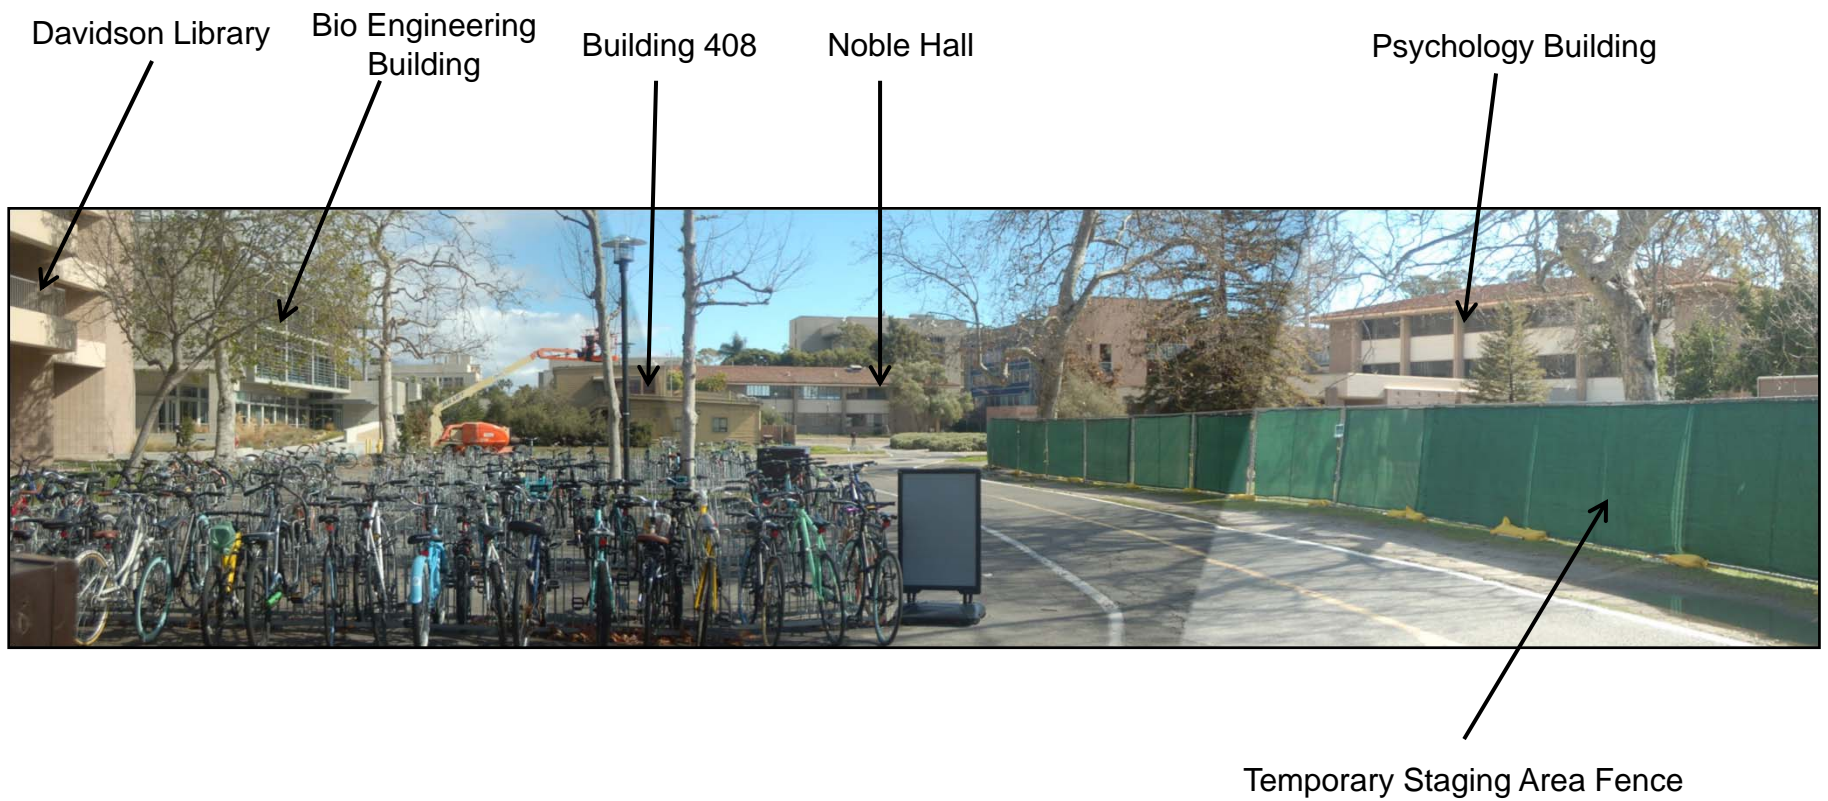 Davidson Library
Bio Engineering
Building
Building 408
Noble Hall
Psychology Building
Temporary Staging Area Fence